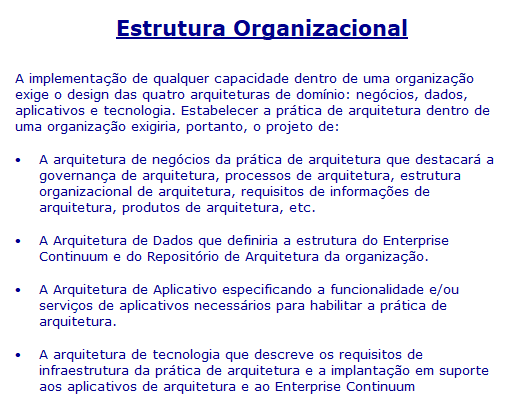 Estrutura Organizacional
A implementação de qualquer capacidade dentro de uma organização
exige o design das quatro arquiteturas de domínio: negócios, dados,
aplicativos e tecnologia. Estabelecer a prática de arquitetura dentro de
uma organização exigiria, portanto, o projeto de:
• A arquitetura de negócios da prática de arquitetura que destacará a
governança de arquitetura, processos de arquitetura, estrutura
organizacional de arquitetura, requisitos de informações de
arquitetura, produtos de arquitetura, etc.
• A Arquitetura de Dados que definiria a estrutura do Enterprise
Continuum e do Repositório de Arquitetura da organização.
• A Arquitetura de Aplicativo especificando a funcionalidade e/ou
serviços de aplicativos necessários para habilitar a prática de
arquitetura.
• A arquitetura de tecnologia que descreve os requisitos de
infraestrutura da prática de arquitetura e a implantação em suporte
aos aplicativos de arquitetura e ao Enterprise Continuum